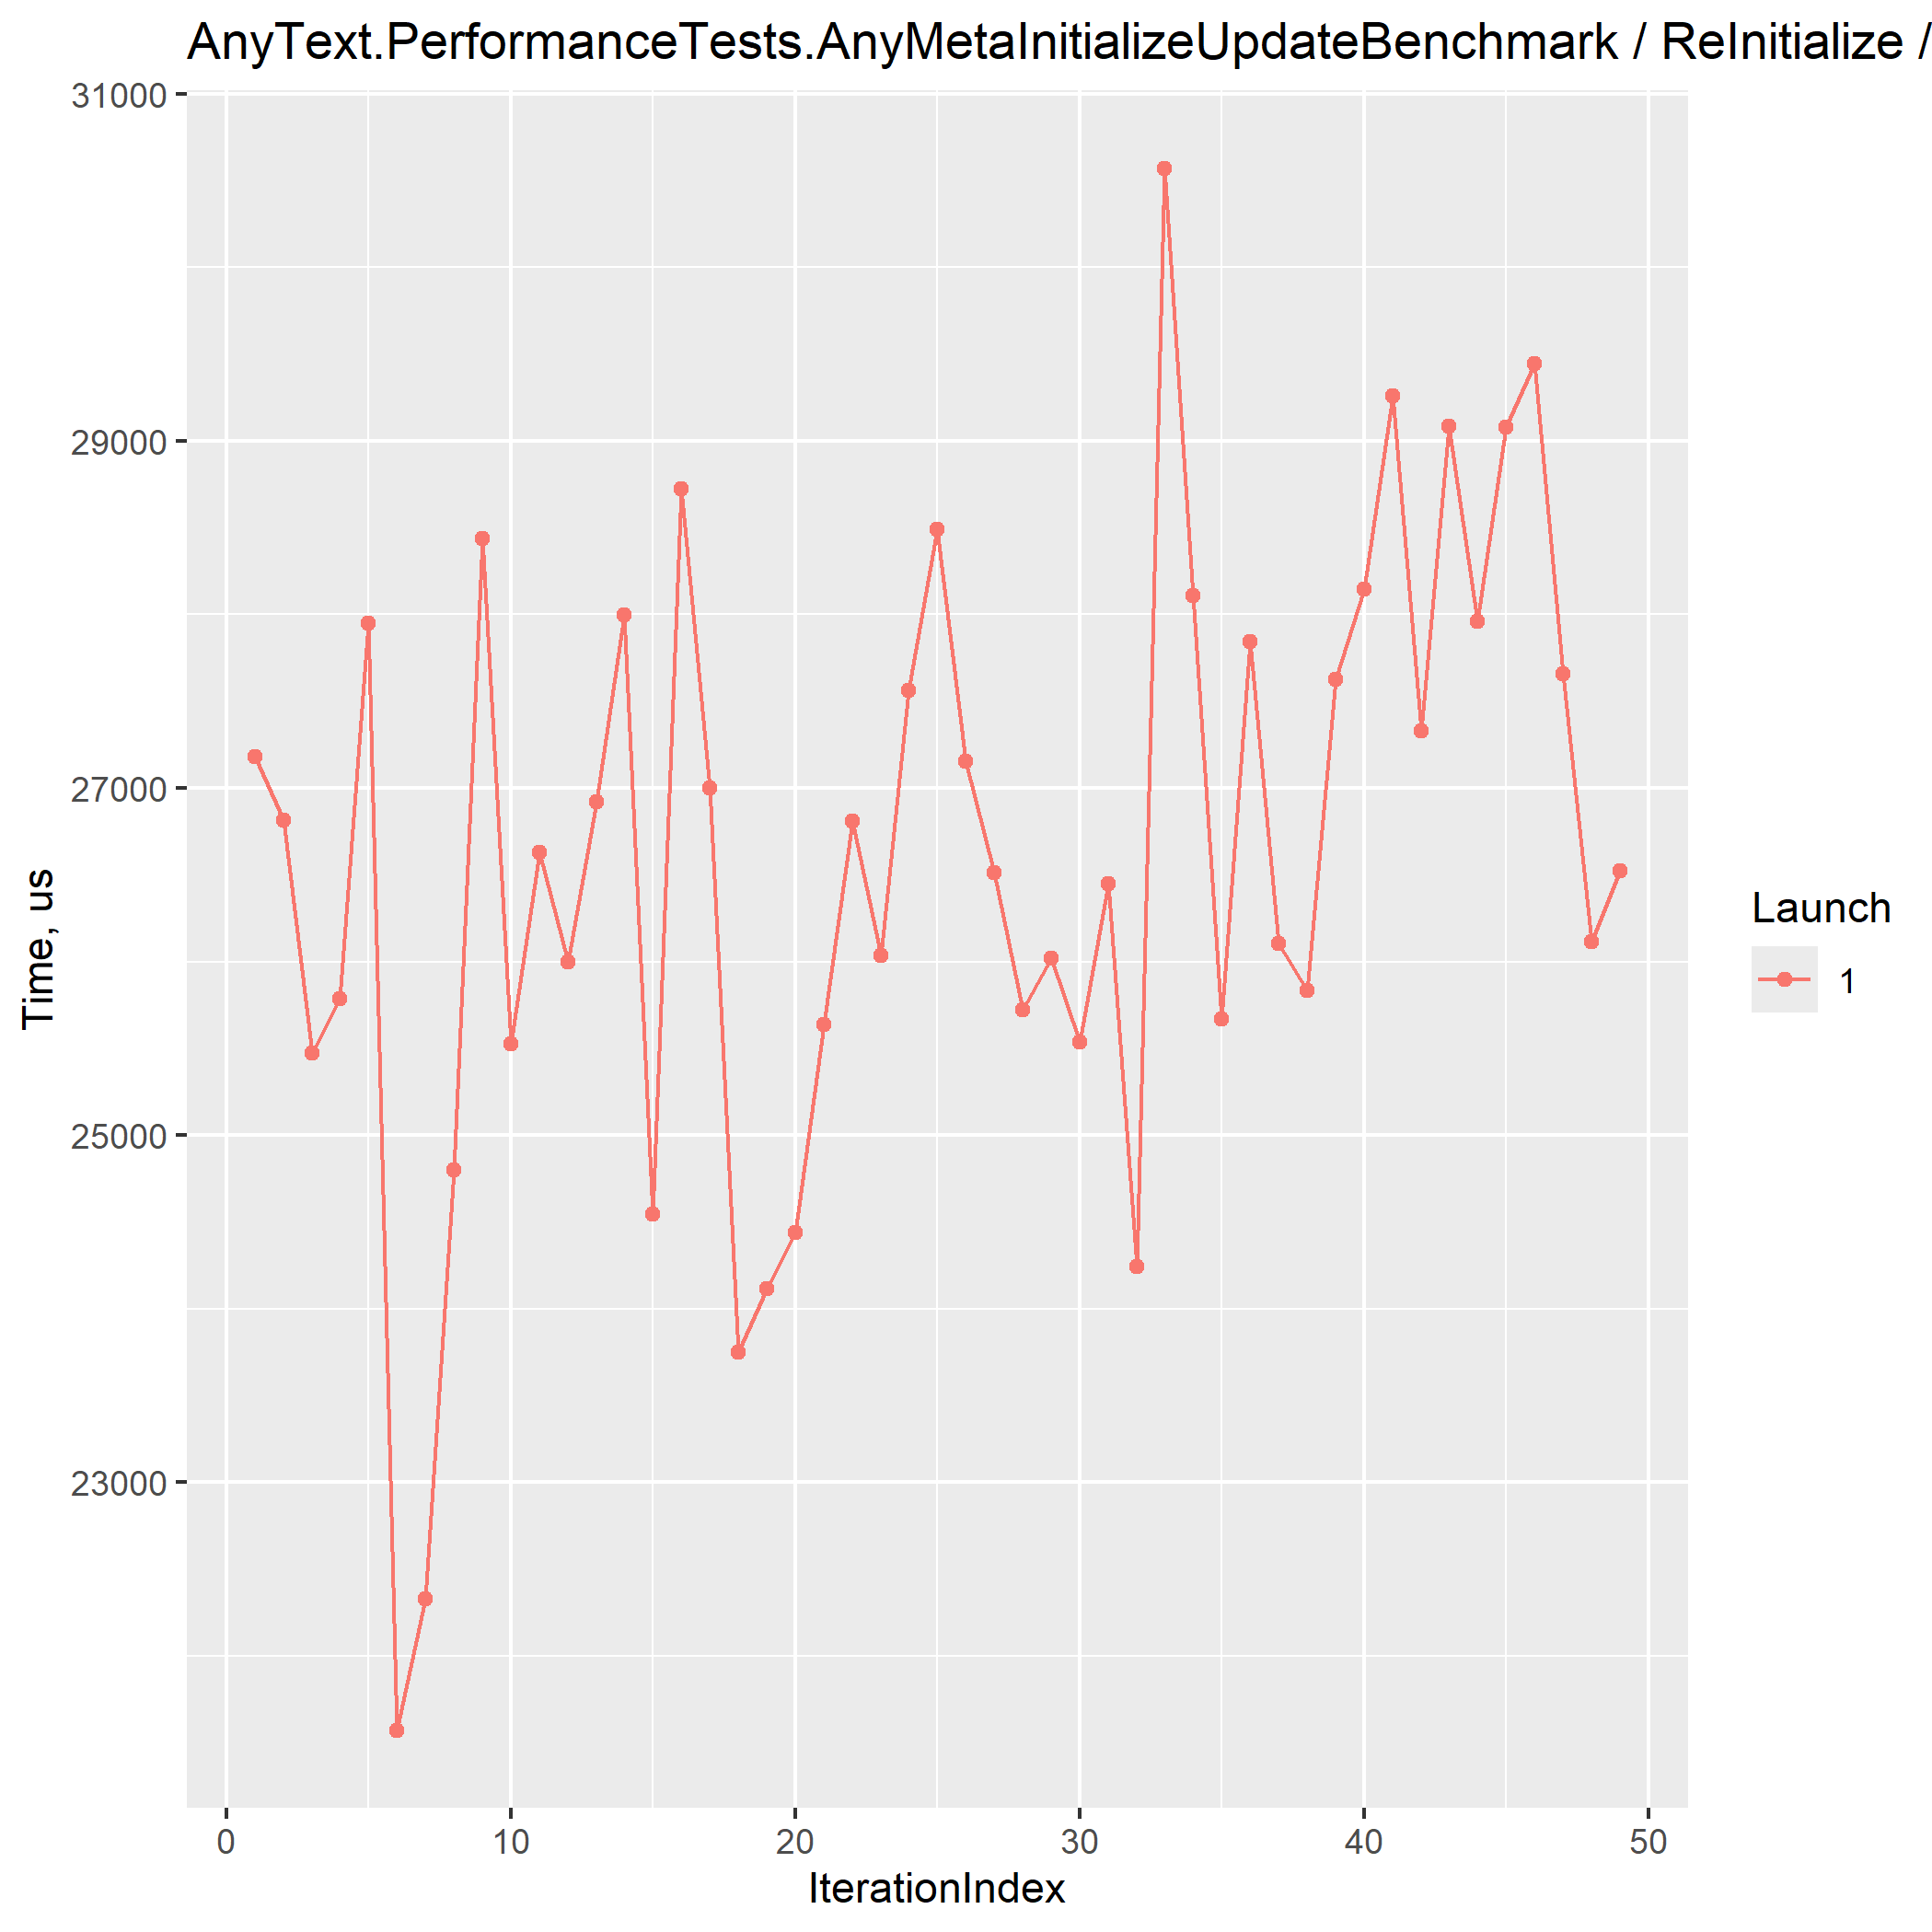 AnyText.PerformanceTests.AnyMetaInitializeUpdateBenchmark / ReInitialize /
31000
29000
27000
25000
23000
Time, us
0 10 20 30 40 50
IterationIndex
Launch
1